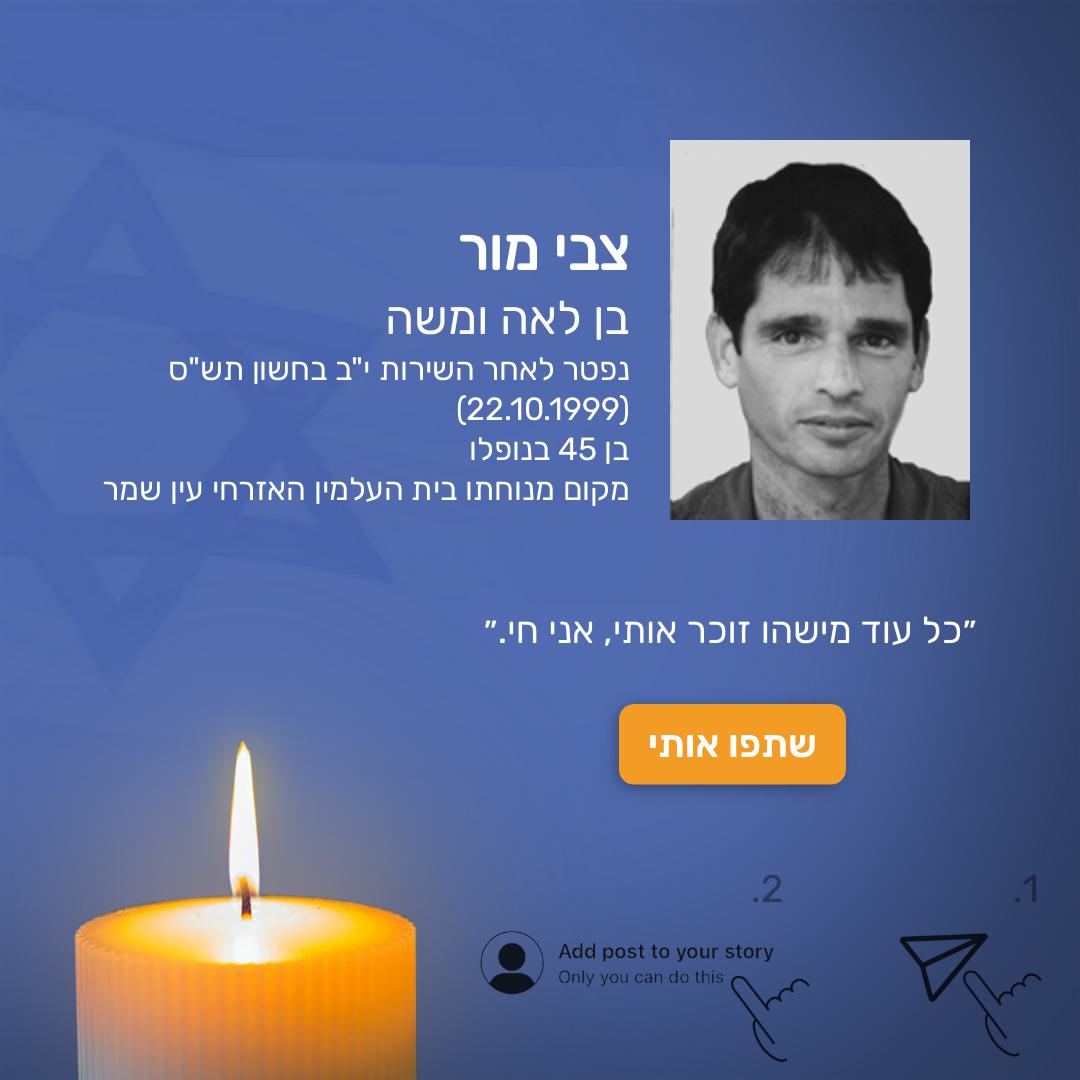 צבי מור
בן לאה ומשה
נפטר לאחר השירות י"ב בחשון תש"ס
(22.10.1999)
בן 45 בנופלו
מקום מנוחתו בית העלמין האזרחי עין שמר
״כל עוד מישהו זוכר אותי, אני חי.״
שתפו אותי
.1
.2
Add post to your story
Only you can do this